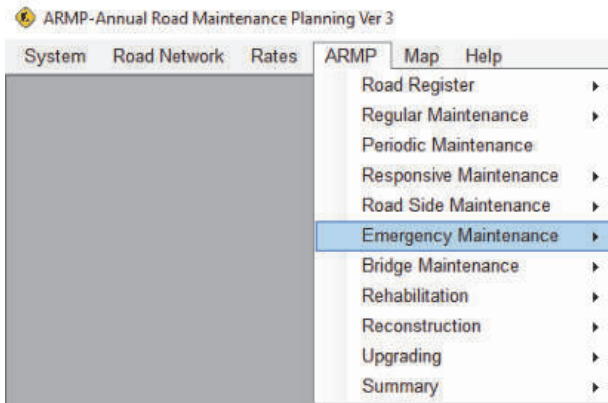 ARMP-Annual Road Maintenance Planning Ver 3
System Road Network Rates ARMP Map Help
Road Register
Regular Maintenance
Periodic Maintenance
Responsive Maintenance
Road Side Maintenance
Emergency Maintenance
Bridge Maintenance
Rehabilitation
Reconstruction
Upgrading
Summary